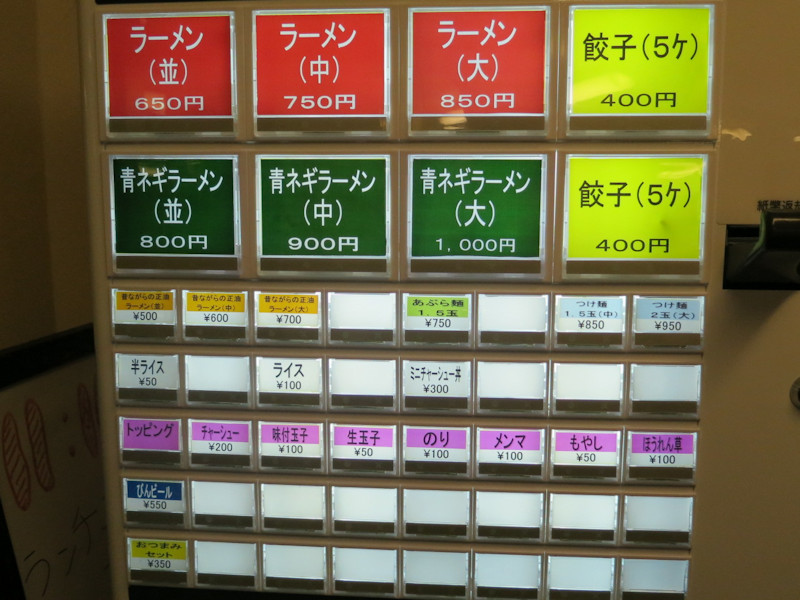 ラーメン
(並)
650円
ラーメン
(中)
750円
ラーメン
(大)
850円
餃子(5ケ)
400円
青ネギラーメン
(並)
800円
青ネギラーメン
(中)
900円
青ネギラーメン
(大)
1,000円
餃子(5ケ)
400円
昔ながらの正油
ラーメン(並)
¥500
昔ながらの正油
ラーメン(中)
¥600
昔ながらの正油
ラーメン(大)
¥700
あぶら麺
1.5玉
¥750
つけ麺
1.5玉(中)
¥850
つけ麺
2玉(大)
¥950
半ライス
¥50
ライス
¥100
ミニチャーシュー丼
¥300
トッピング
チャーシュー
¥200
味付玉子
¥100
生玉子
¥50
のり
¥100
メンマ
¥100
もやし
¥50
ほうれん草
¥100
びんビール
¥550
おつまみ
セット
¥350
ランチ